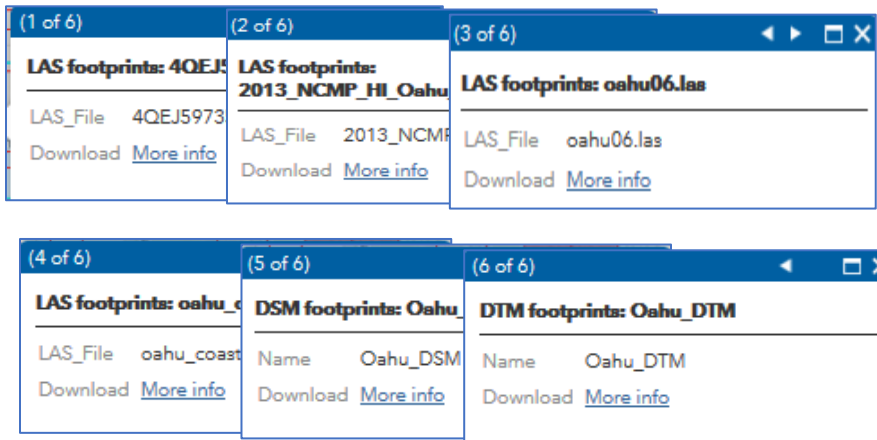 (1 of 6)
LAS footprints: 4QEJ5
LAS_File 4QEJ5973
Download More info
(2 of 6)
LAS footprints:
2013_NCMP_HI_Oahu_
LAS_File 2013_NCMP
Download More info
(3 of 6)
LAS footprints: oahu06.las
LAS_File oahu06.las
Download More info
(4 of 6)
LAS footprints: oahu_c
LAS_File oahu_coast
Download More info
(5 of 6)
DSM footprints: Oahu_
Name Oahu_DSM
Download More info
(6 of 6)
DTM footprints: Oahu_DTM
Name Oahu_DTM
Download More info